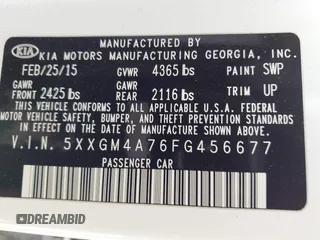 MANUFACTURED BY
KIA KIA MOTORS MANUFACTURING GEORGIA, INC.
FEB/25/15 GVWR 4365 lbs PAINT SWP
GAWR GAWR
FRONT 2425 lbs REAR 2116 lbs TRIM UP
THIS VEHICLE CONFORMS TO ALL APPLICABLE U.S. FEDERAL
MOTOR VEHICLE SAFETY, BUMPER, AND THEFT PREVENTION
STANDARDS IN EFFECT ON THE DATE OF MANUFACTURE SHOWN ABOVE.
V.I.N. 5XXGM4A76FG456677
PASSENGER CAR
DREAMBID